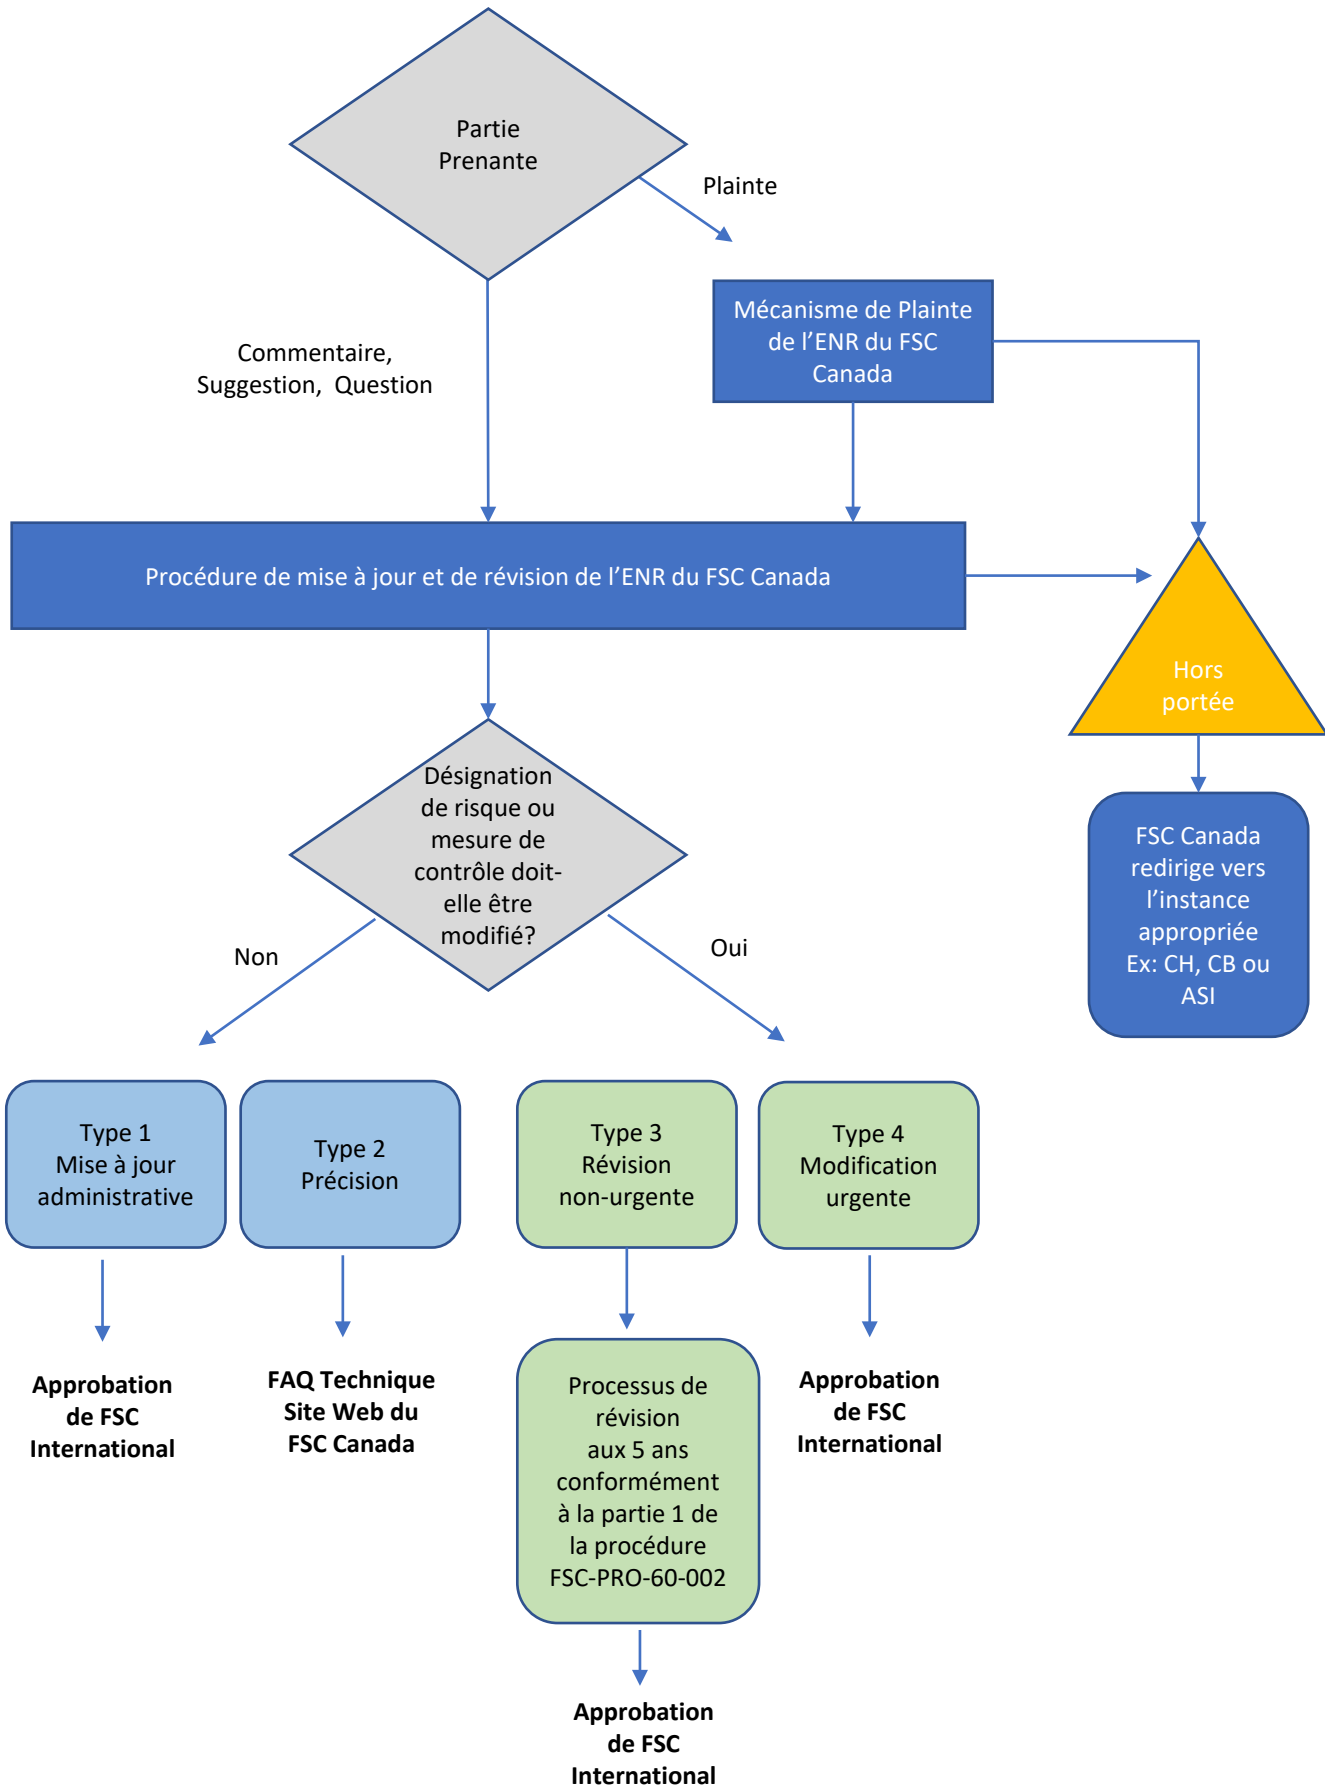 Partie
Prenante
Plainte
Mécanisme de Plainte
de l’ENR du FSC
Canada
Commentaire,
Suggestion, Question
Procédure de mise à jour et de révision de l’ENR du FSC Canada
Hors
portée
Désignation
de risque ou
mesure de
contrôle doit-
elle être
modifié?
FSC Canada
redirige vers
l’instance
appropriée
Ex: CH, CB ou
ASI
Non
Oui
Type 1
Mise à jour
administrative
Type 2
Précision
Type 3
Révision
non-urgente
Type 4
Modification
urgente
Approbation
de FSC
International
FAQ Technique
Site Web du
FSC Canada
Processus de
révision
aux 5 ans
conformément
à la partie 1 de
la procédure
FSC-PRO-60-002
Approbation
de FSC
International
Approbation
de FSC
International